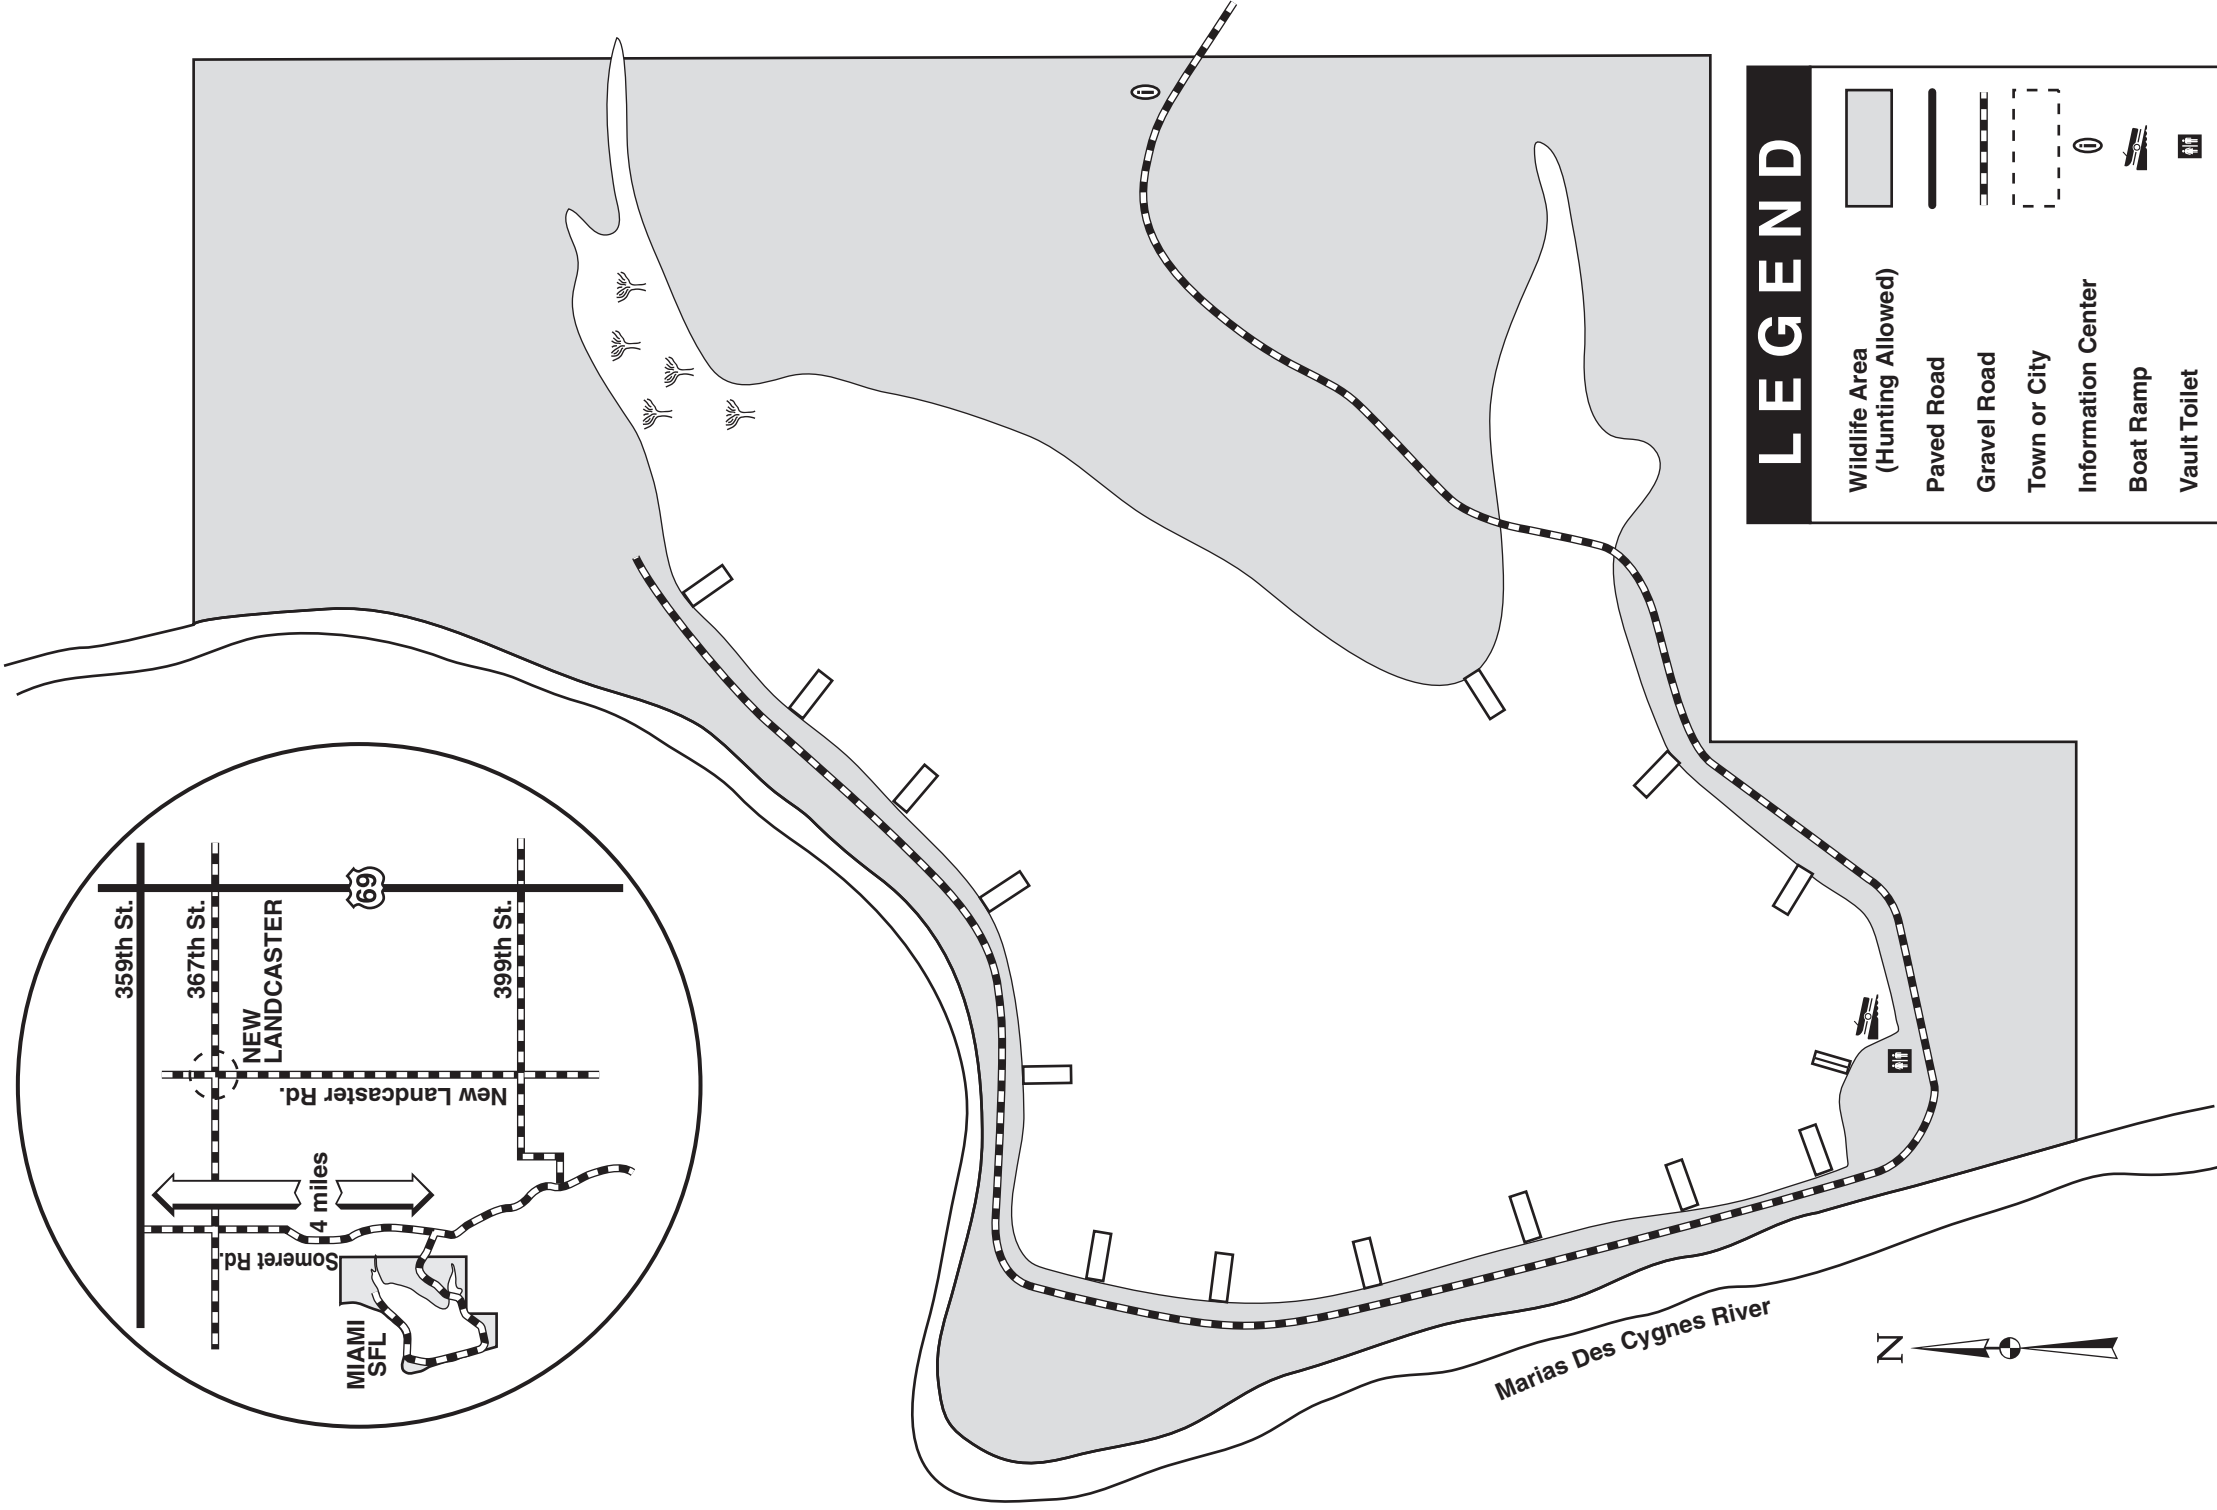 359th St.
367th St.
NEW
LANDCASTER
69
399th St.
New Landcaster Rd.
4 miles
Someret Rd.
MIAMI
SFL
Marias Des Cygnes River
N
LEGEND
Wildlife Area
(Hunting Allowed)
Paved Road
Gravel Road
Town or City
i
Information Center
Boat Ramp
Vault Toilet
i